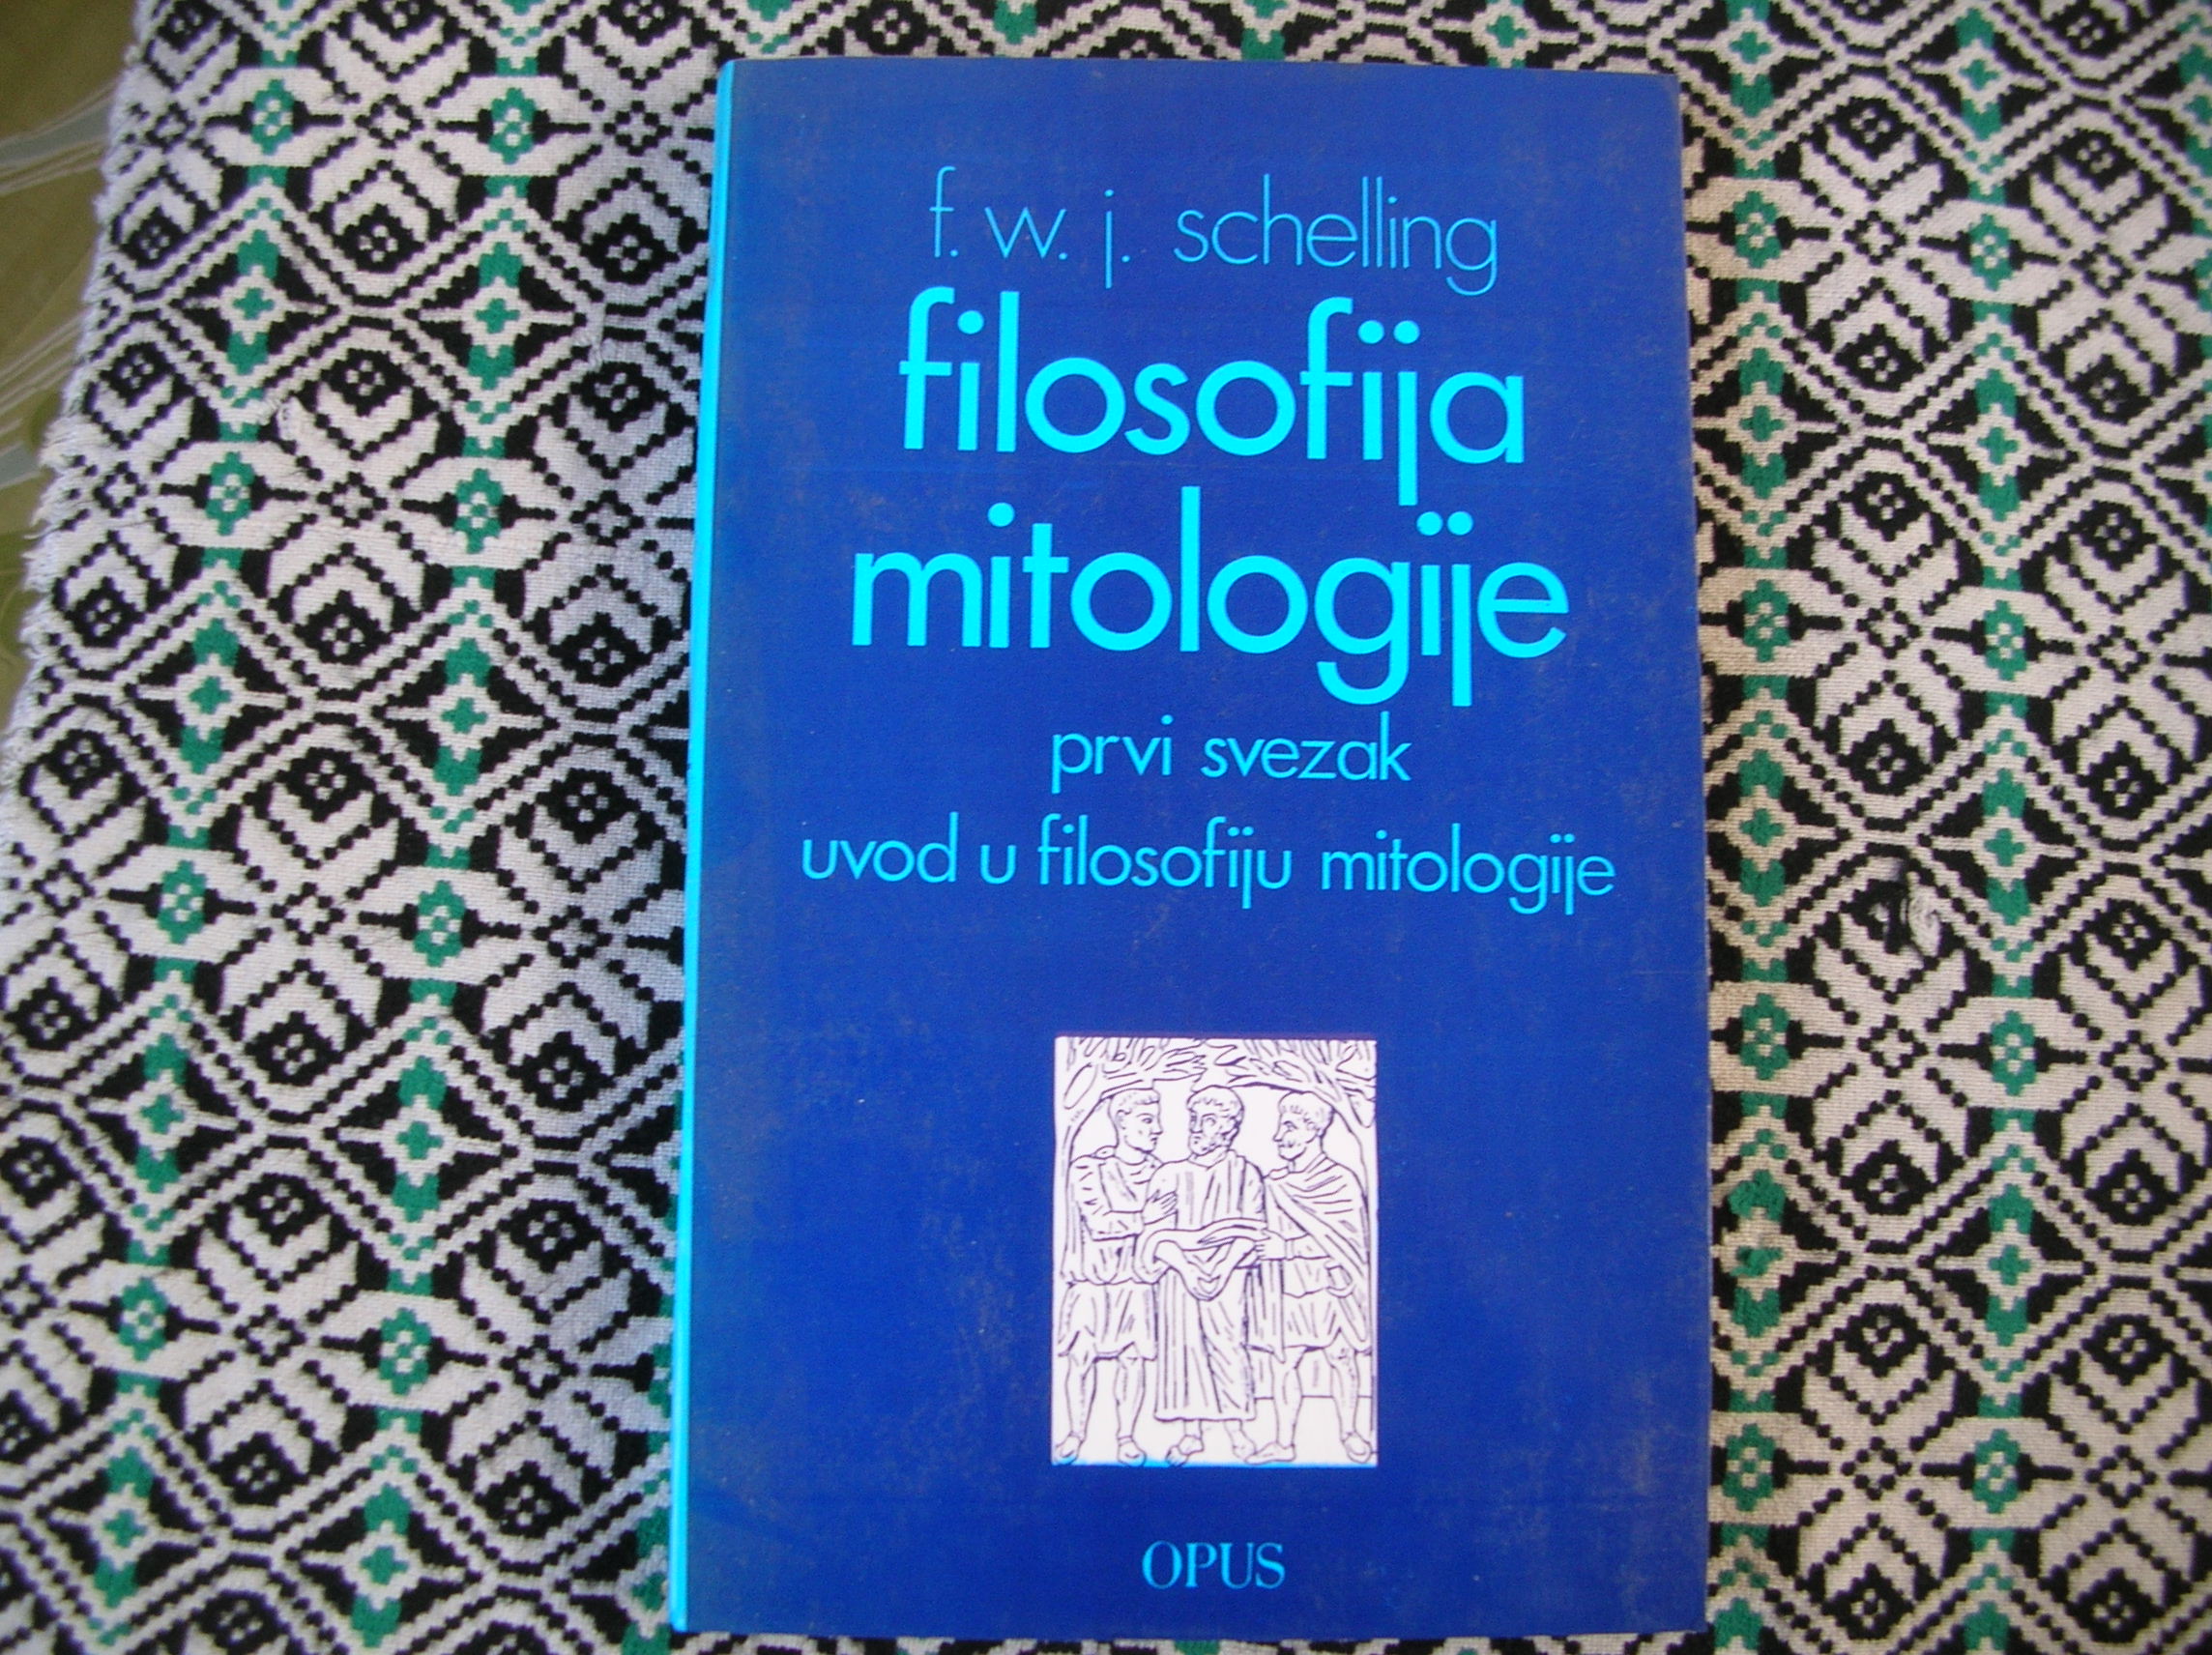 f. w. j. schelling
filosofija
mitologije
prvi svezak
uvod u filosofiju mitologije
OPUS